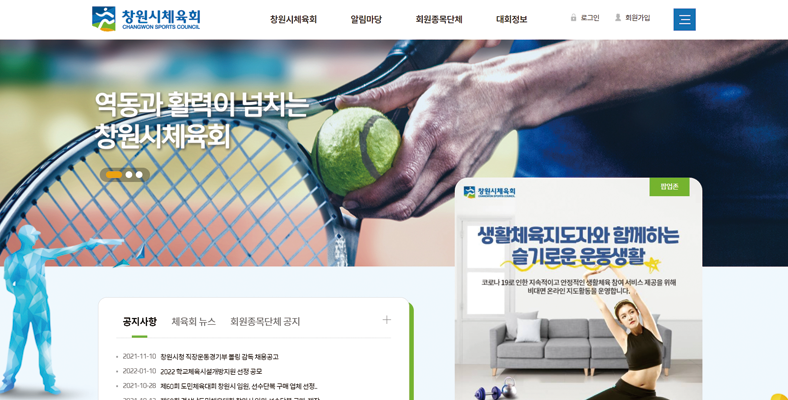 창원시체육회
CHANGWON SPORTS COUNCIL
창원시체육회 알림마당 회원종목단체 대회정보
로그인 회원가입
역동과 활력이 넘치는
창원시체육회
창원시체육회
CHANGWON SPORTS COUNCIL
팝업존
생활체육지도자와 함께하는
슬기로운 운동생활
코로나 19로 인한 지속적이고 안정적인 생활체육 참여 서비스 제공을 위해
비대면 온라인 지도활동을 운영합니다.
공지사항 체육회 뉴스 회원종목단체 공지
2021-11-10 창원시청 직장운동경기부 볼링 감독 채용공고
2022-01-10 2022 학교체육시설개방지원 선정 공모
2021-10-28 제60회 도민체육대회 창원시 임원, 선수단복 구매 업체 선정..